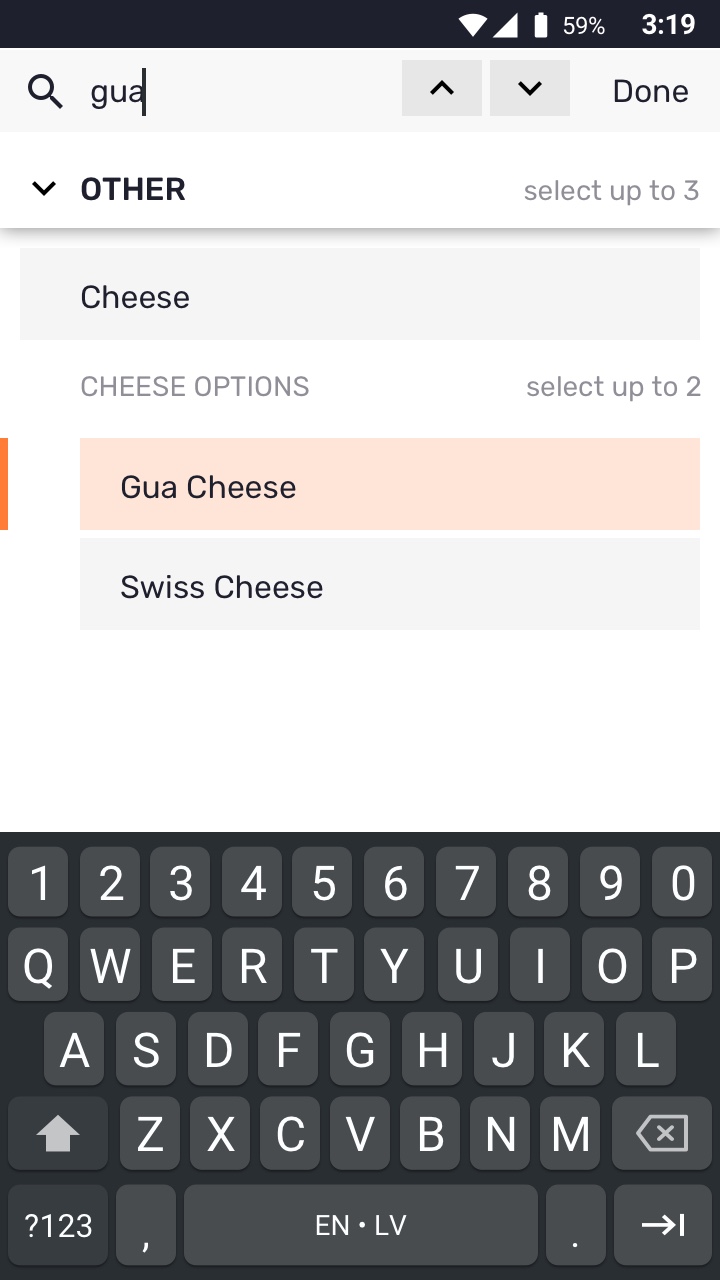 59% 3:19
gua Done
OTHER select up to 3
Cheese
CHEESE OPTIONS select up to 2
Gua Cheese
Swiss Cheese
1 2 3 4 5 6 7 8 9 0
Q W E R T Y U I O P
A S D F G H J K L
Z X C V B N M
?123 , EN • LV .